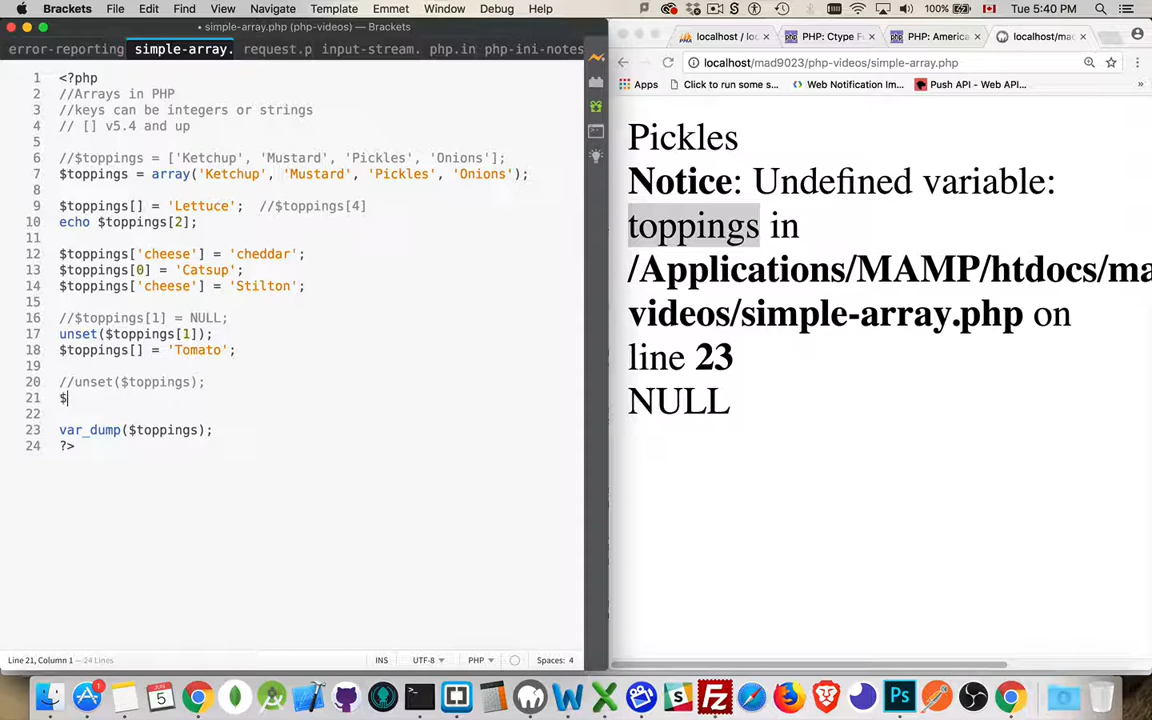 Brackets File Edit Find View Navigate Template Emmet Window Debug Help 100% Tue 5:40 PM
• simple-array.php (php-videos) — Brackets
error-reporting simple-array. request.p input-stream. php.in php-ini-notes
1 <?php
2 //Arrays in PHP
3 //keys can be integers or strings
4 // [] v5.4 and up
5
6 //$toppings = ['Ketchup', 'Mustard', 'Pickles', 'Onions'];
7 $toppings = array('Ketchup', 'Mustard', 'Pickles', 'Onions');
8
9 $toppings[] = 'Lettuce'; //$toppings[4]
10 echo $toppings[2];
11
12 $toppings['cheese'] = 'cheddar';
13 $toppings[0] = 'Catsup';
14 $toppings['cheese'] = 'Stilton';
15
16 //$toppings[1] = NULL;
17 unset($toppings[1]);
18 $toppings[] = 'Tomato';
19
20 //unset($toppings);
21 $
22
23 var_dump($toppings);
24 ?>
Line 21, Column 1 — 24 Lines INS UTF-8 PHP Spaces: 4
localhost / loc PHP: Ctype Fu PHP: America localhost/mac
localhost/mad9023/php-videos/simple-array.php
Apps Click to run some s... Web Notification Im... Push API - Web API... »
Pickles
Notice: Undefined variable:
toppings in
/Applications/MAMP/htdocs/ma
videos/simple-array.php on
line 23
NULL